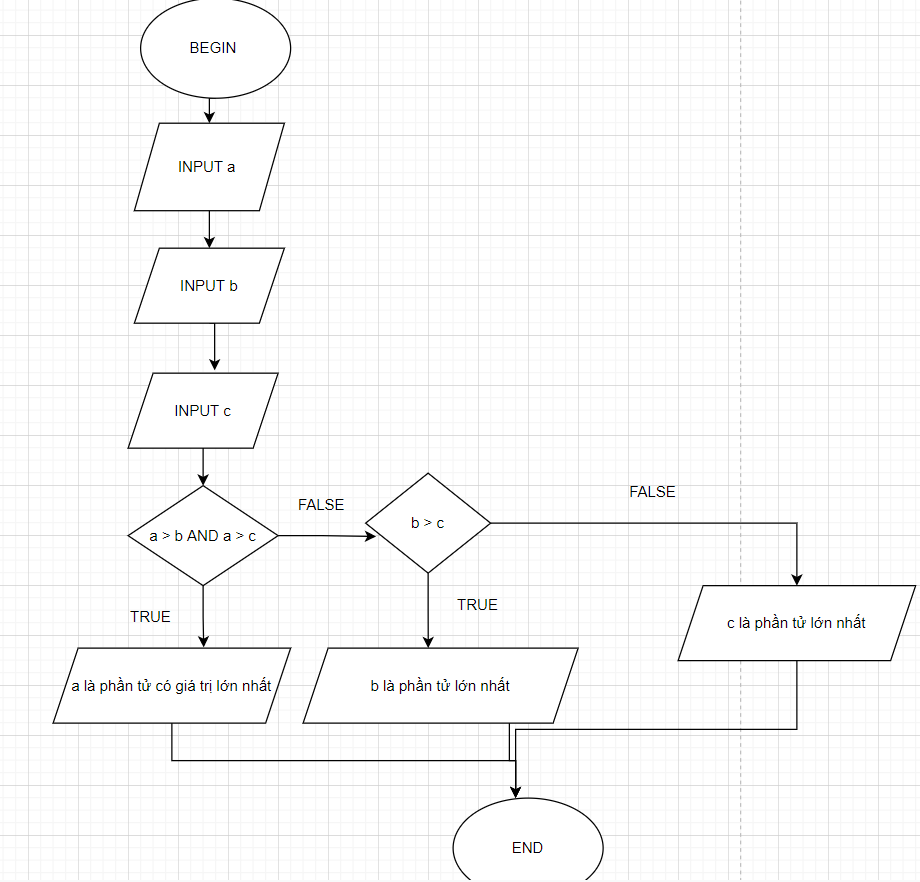 BEGIN
INPUT a
INPUT b
INPUT c
a > b AND a > c
FALSE
b > c
FALSE
TRUE
TRUE
c là phần tử lớn nhất
a là phần tử có giá trị lớn nhất
b là phần tử lớn nhất
END